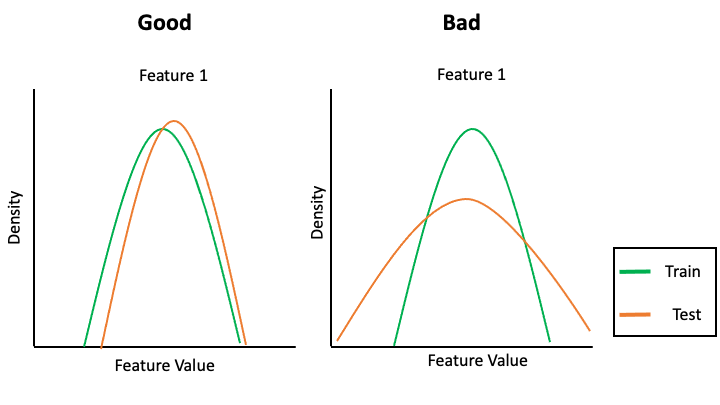 Good
Bad
Feature 1
Feature 1
Density
Density
Feature Value
Feature Value
Train
Test